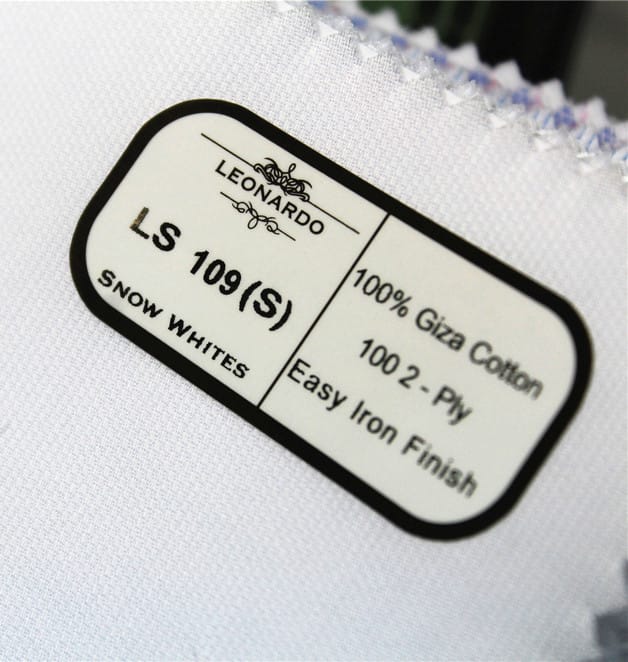 LEONARDO
LS 109(S)
SNOW WHITES
100% Giza Cotton
100 2 - Ply
Easy Iron Finish